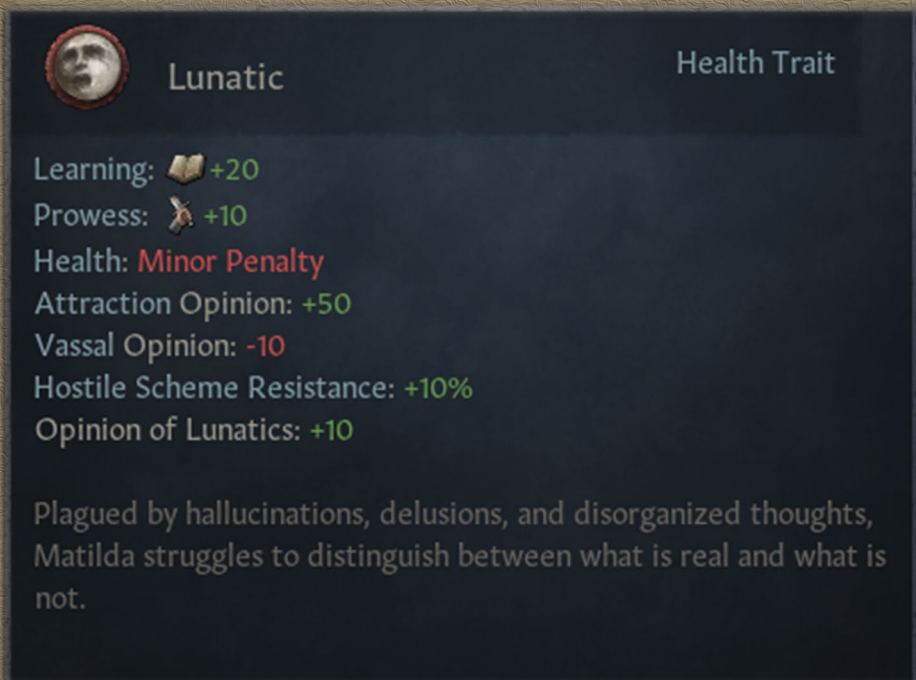 Lunatic
Health Trait
Learning: +20
Prowess: +10
Health: Minor Penalty
Attraction Opinion: +50
Vassal Opinion: -10
Hostile Scheme Resistance: +10%
Opinion of Lunatics: +10
Plagued by hallucinations, delusions, and disorganized thoughts,
Matilda struggles to distinguish between what is real and what is
not.